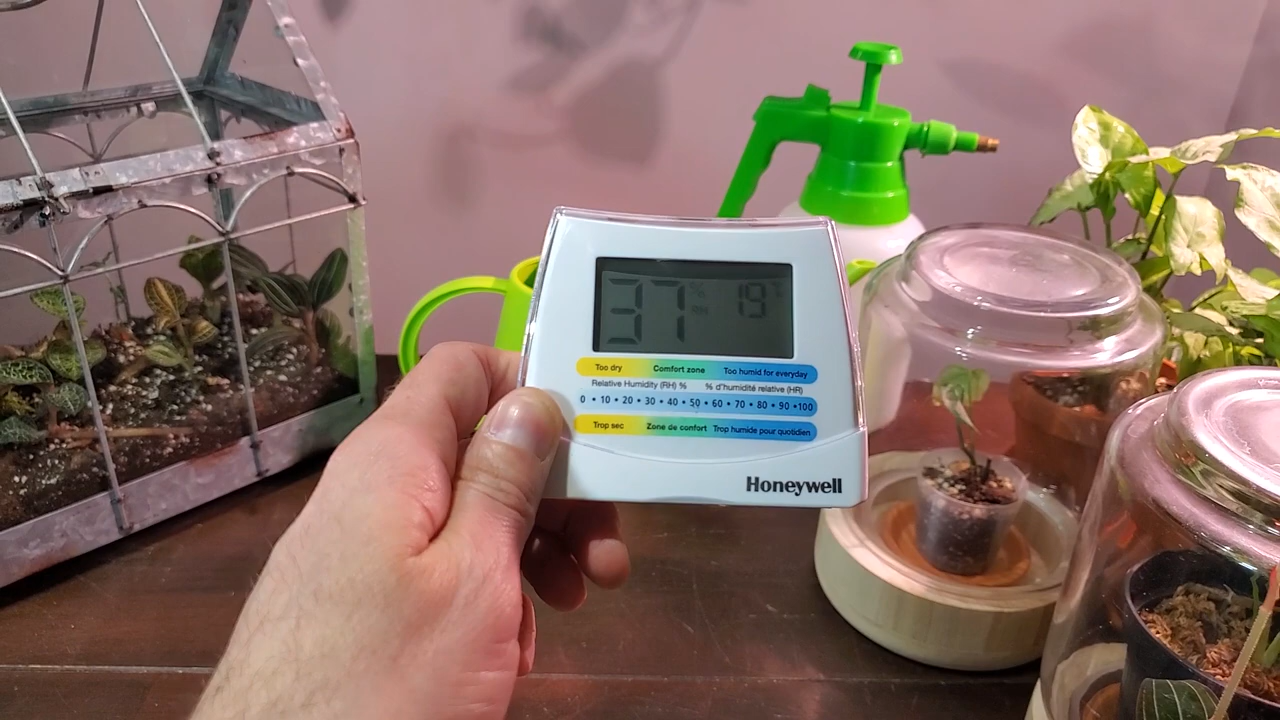 37 % RH 19 °C
Too dry Comfort zone Too humid for everyday
Relative Humidity (RH) % % d'humidité relative (HR)
0 • 10 • 20 • 30 • 40 • 50 • 60 • 70 • 80 • 90 •100
Trop sec Zone de confort Trop humide pour quotidien
Honeywell